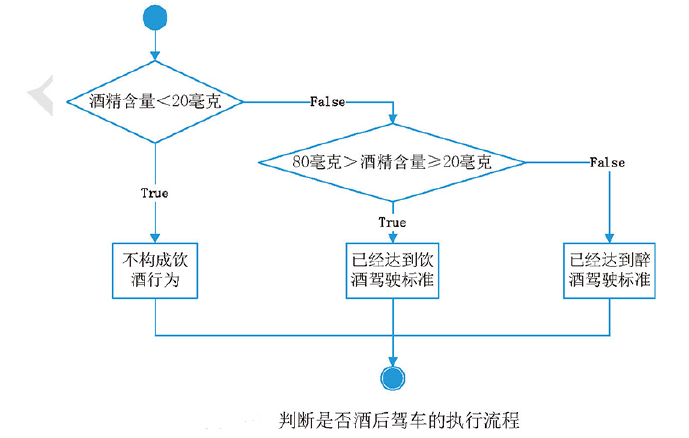 酒精含量＜20毫克
False
80毫克＞酒精含量≥20毫克
False
True
True
不构成饮
酒行为
已经达到饮
酒驾驶标准
已经达到醉
酒驾驶标准
判断是否酒后驾车的执行流程